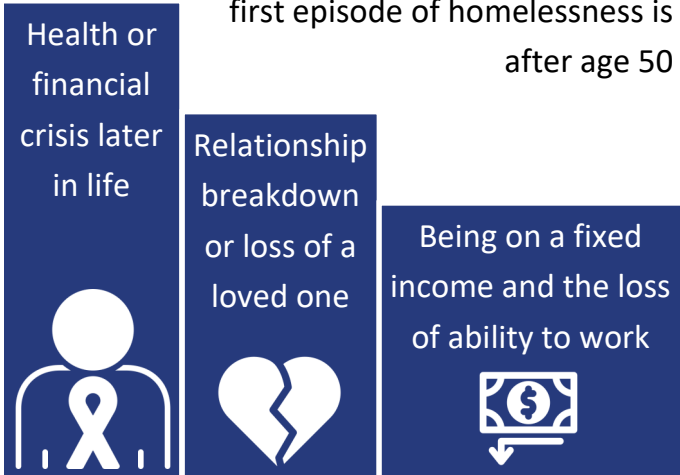 first episode of homelessness is
after age 50
Health or
financial
crisis later
in life
Relationship
breakdown
or loss of a
loved one
Being on a fixed
income and the loss
of ability to work
$